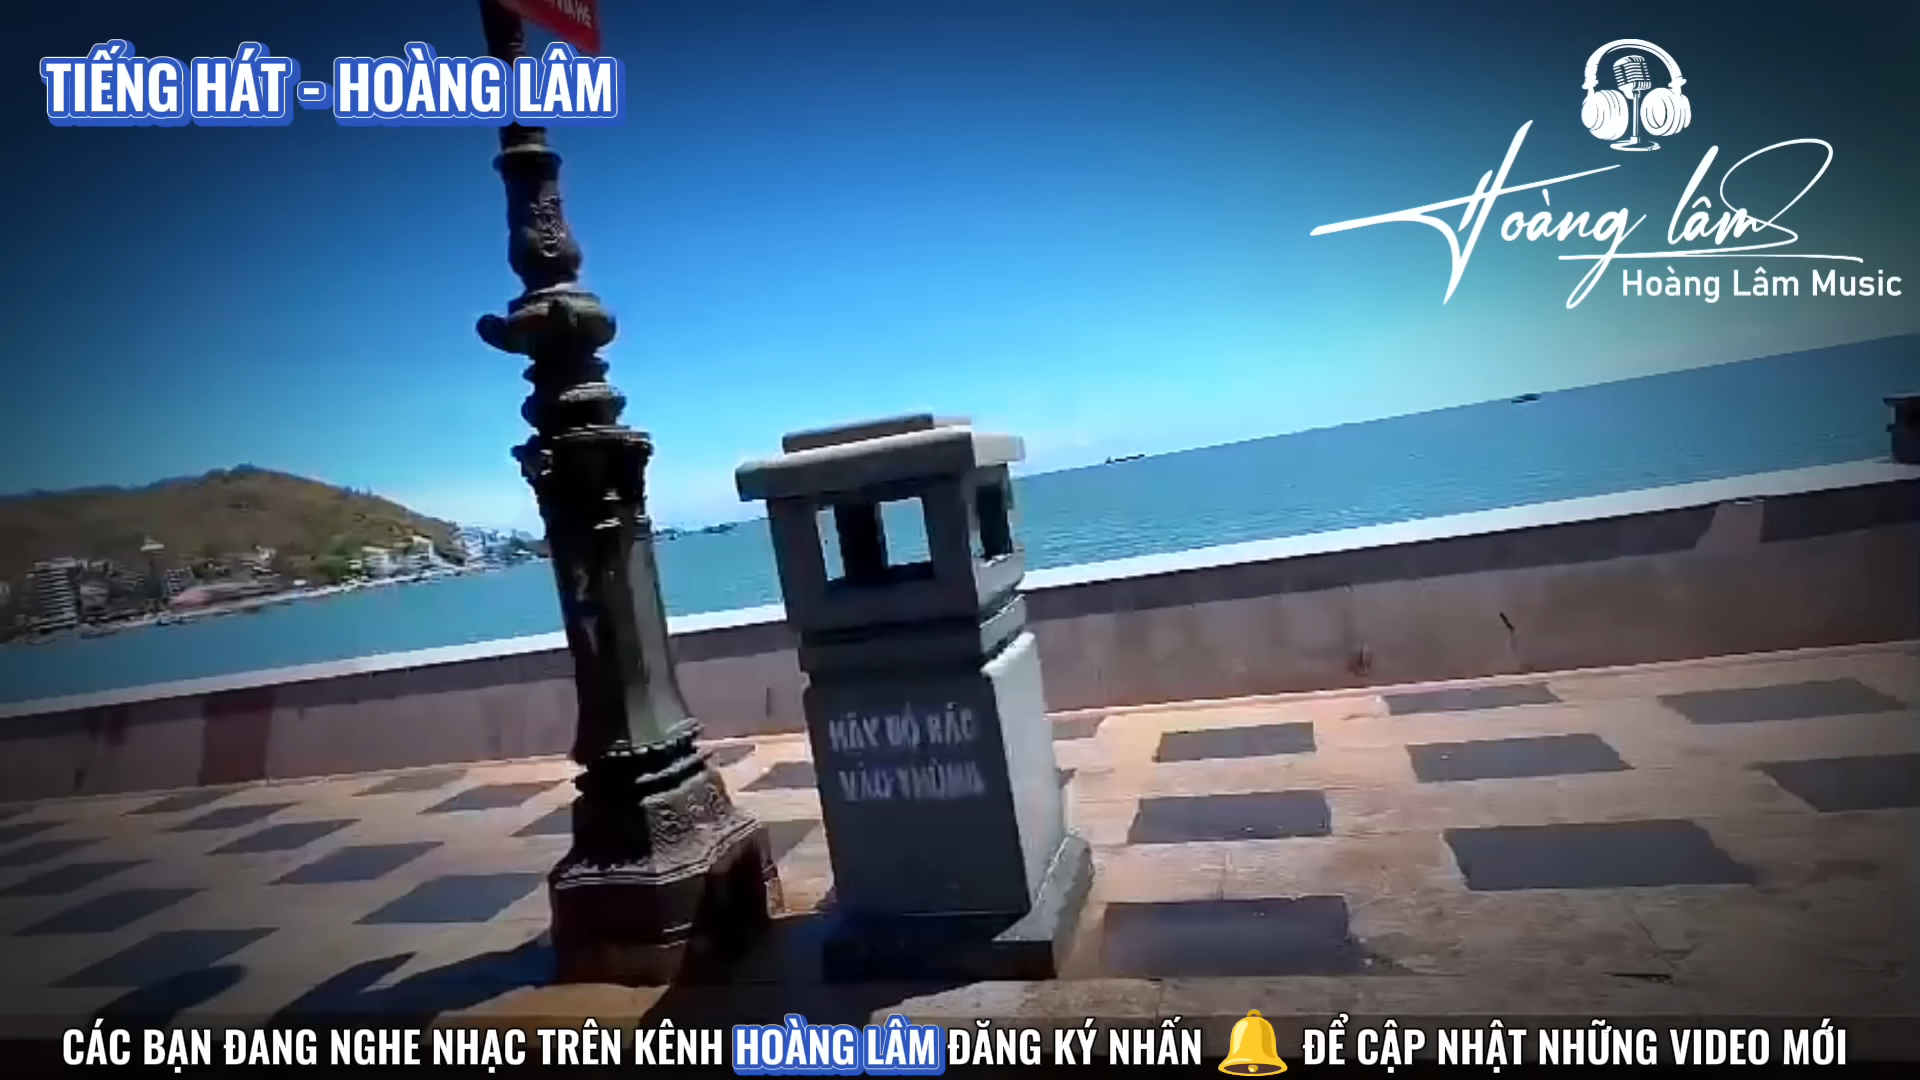 TIẾNG HÁT - HOÀNG LÂM
Hoàng lâm
Hoàng Lâm Music
HÃY BỎ RÁC
VÀO THÙNG
CÁC BẠN ĐANG NGHE NHẠC TRÊN KÊNH HOÀNG LÂM ĐĂNG KÝ NHẤN 🔔 ĐỂ CẬP NHẬT NHỮNG VIDEO MỚI